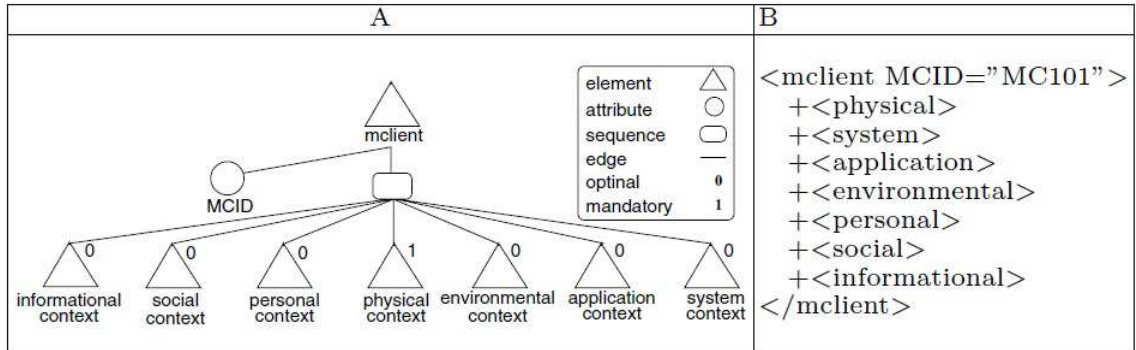 A
B
mclient
MCID
element
attribute
sequence
edge
optinal 0
mandatory 1
0 0 0 1 0 0 0
informational social personal physical environmental application system
context context context context context context context
<mclient MCID=”MC101”>
+<physical>
+<system>
+<application>
+<environmental>
+<personal>
+<social>
+<informational>
</mclient>